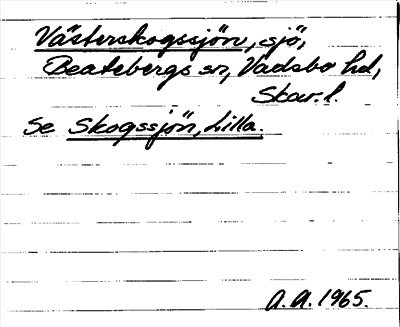 Västerskogssjön, sjö,
Beatebergs sn, Vadsbo hd,
Skar. l.
Se Skogssjön, Lilla.
A. A. 1965.